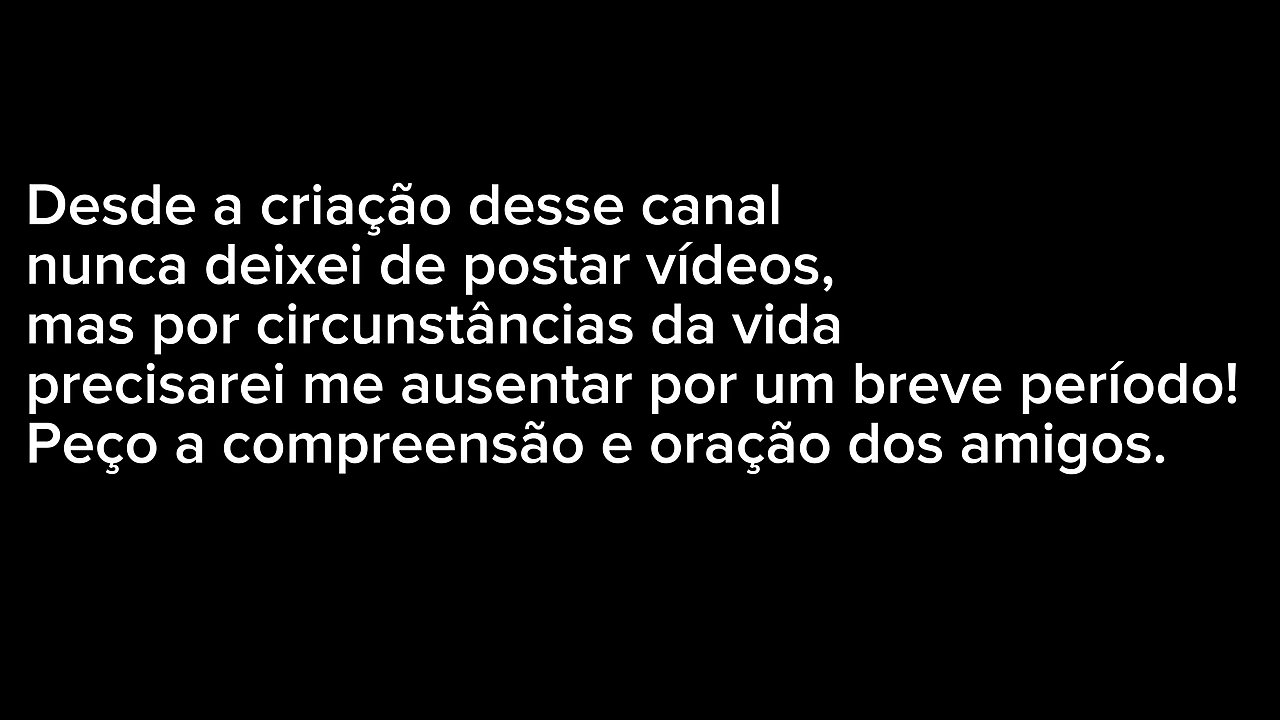 Desde a criação desse canal
nunca deixei de postar vídeos,
mas por circunstâncias da vida
precisarei me ausentar por um breve período!
Peço a compreensão e oração dos amigos.